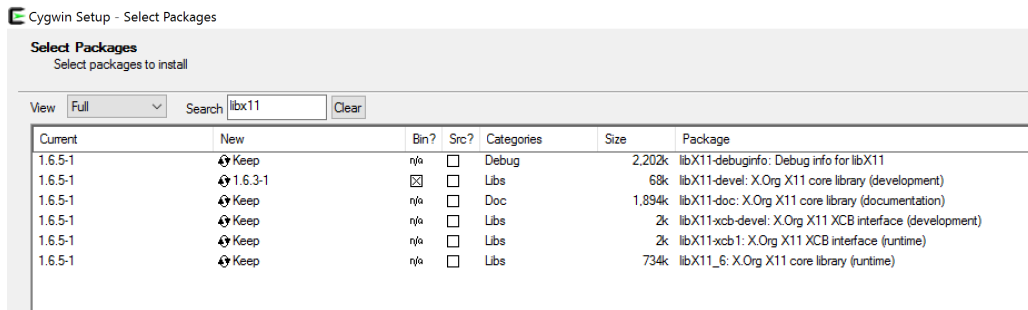 Cygwin Setup - Select Packages
Select Packages
Select packages to install
View Full Search libx11 Clear
Current New Bin? Src? Categories Size Package
1.6.5-1 Keep n/a Debug 2,202k libX11-debuginfo: Debug info for libX11
1.6.5-1 1.6.3-1 Libs 68k libX11-devel: X.Org X11 core library (development)
1.6.5-1 Keep n/a Doc 1,894k libX11-doc: X.Org X11 core library (documentation)
1.6.5-1 Keep n/a Libs 2k libX11-xcb-devel: X.Org X11 XCB interface (development)
1.6.5-1 Keep n/a Libs 2k libX11-xcb1: X.Org X11 XCB interface (runtime)
1.6.5-1 Keep n/a Libs 734k libX11_6: X.Org X11 core library (runtime)